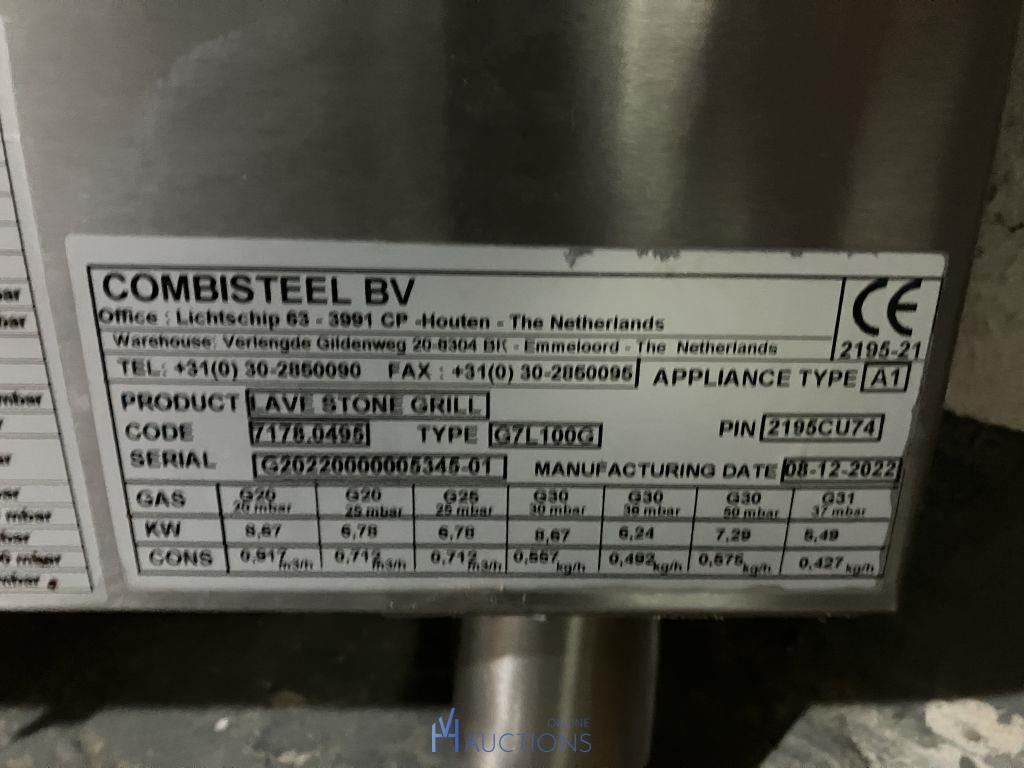 COMBISTEEL BV
Office : Lichtschip 63 - 3991 CP -Houten - The Netherlands
Warehouse: Verlengde Gildenweg 20-8304 BK - Emmeloord - The Netherlands
CE
2195-21
TEL: +31(0) 30-2850090 FAX : +31(0) 30-2850095 APPLIANCE TYPE A1
PRODUCT LAVE STONE GRILL
CODE 7178.0495 TYPE G7L100G PIN 2195CU74
SERIAL G20220000005345-01 MANUFACTURING DATE 08-12-2022
GAS G20 G20 G25 G30 G30 G30 G31
20 mbar 25 mbar 25 mbar 30 mbar 36 mbar 50 mbar 37 mbar
KW 8,67 6,78 6,78 8,67 6,24 7,29 5,49
CONS 0,917 m3/h 0,712 m3/h 0,712 m3/h kg/h 0,492 kg/h 0,575 kg/h 0,427 kg/h
mbar
mbar
mbar
VH ONLINE
AUCTIONS